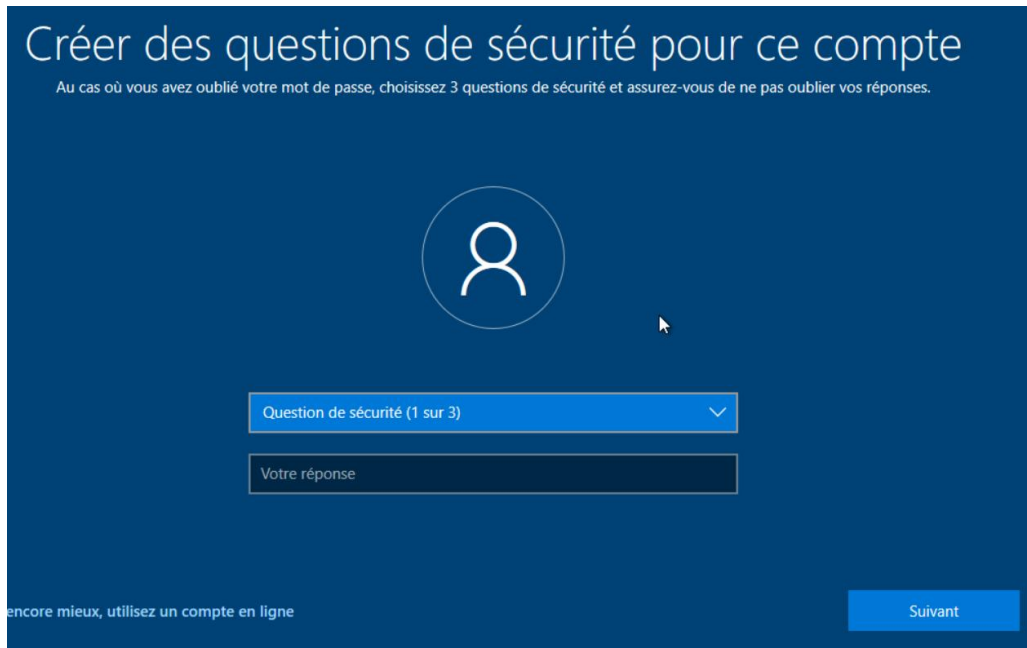 Créer des questions de sécurité pour ce compte
Au cas où vous avez oublié votre mot de passe, choisissez 3 questions de sécurité et assurez-vous de ne pas oublier vos réponses.
Question de sécurité (1 sur 3)
Votre réponse
encore mieux, utilisez un compte en ligne
Suivant